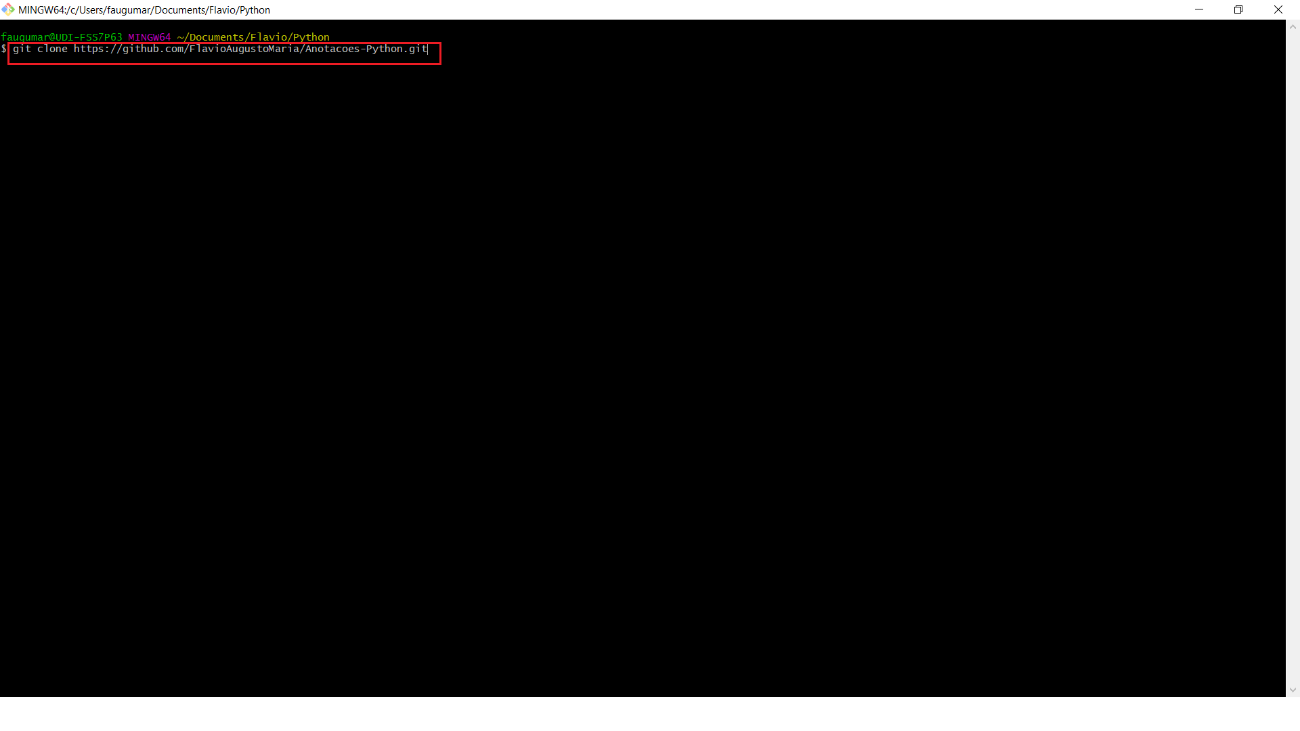 MINGW64:/c/Users/faugumar/Documents/Flavio/Python
faugumar@UDI-F5S7P63 MINGW64 ~/Documents/Flavio/Python
$ git clone https://github.com/FlavioAugustoMaria/Anotacoes-Python.git